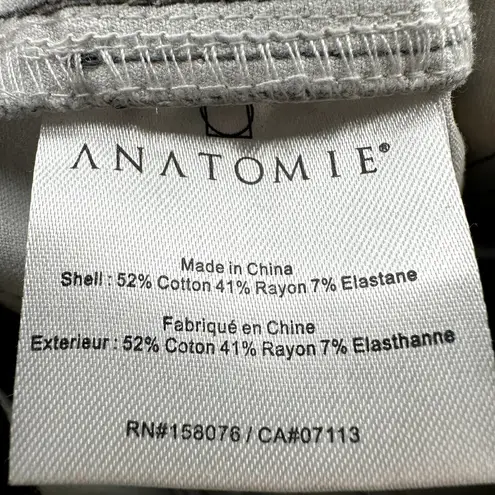 ANATOMIE®
Made in China
Shell : 52% Cotton 41% Rayon 7% Elastane
Fabriqué en Chine
Exterieur : 52% Coton 41% Rayon 7% Elasthanne
RN#158076 / CA#07113